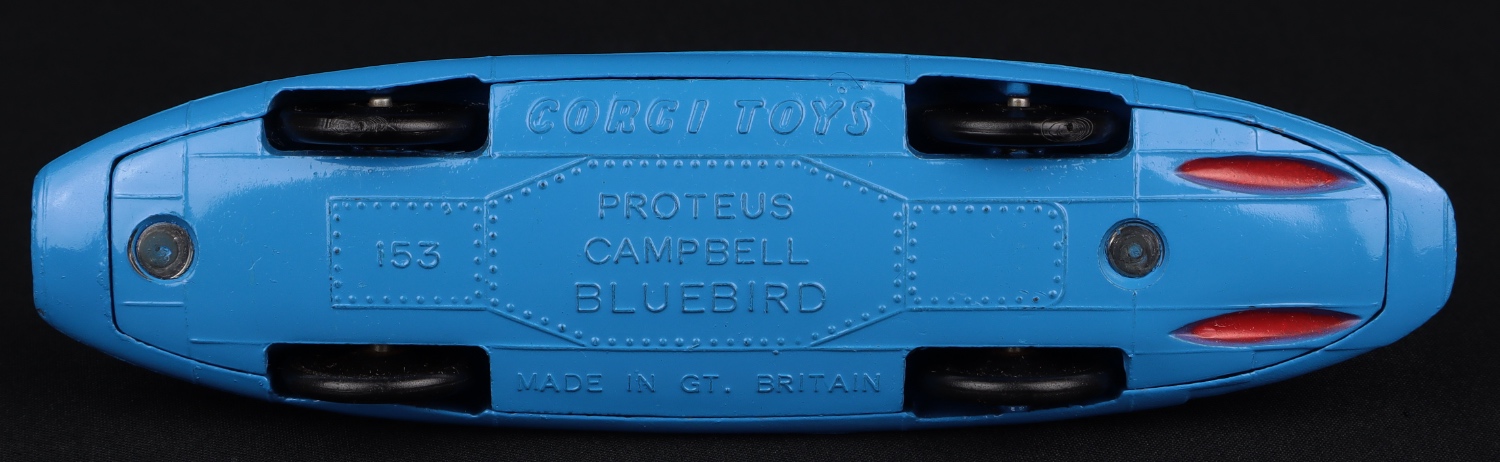 CORGI TOYS
PROTEUS
CAMPBELL
BLUEBIRD
153
MADE IN GT. BRITAIN